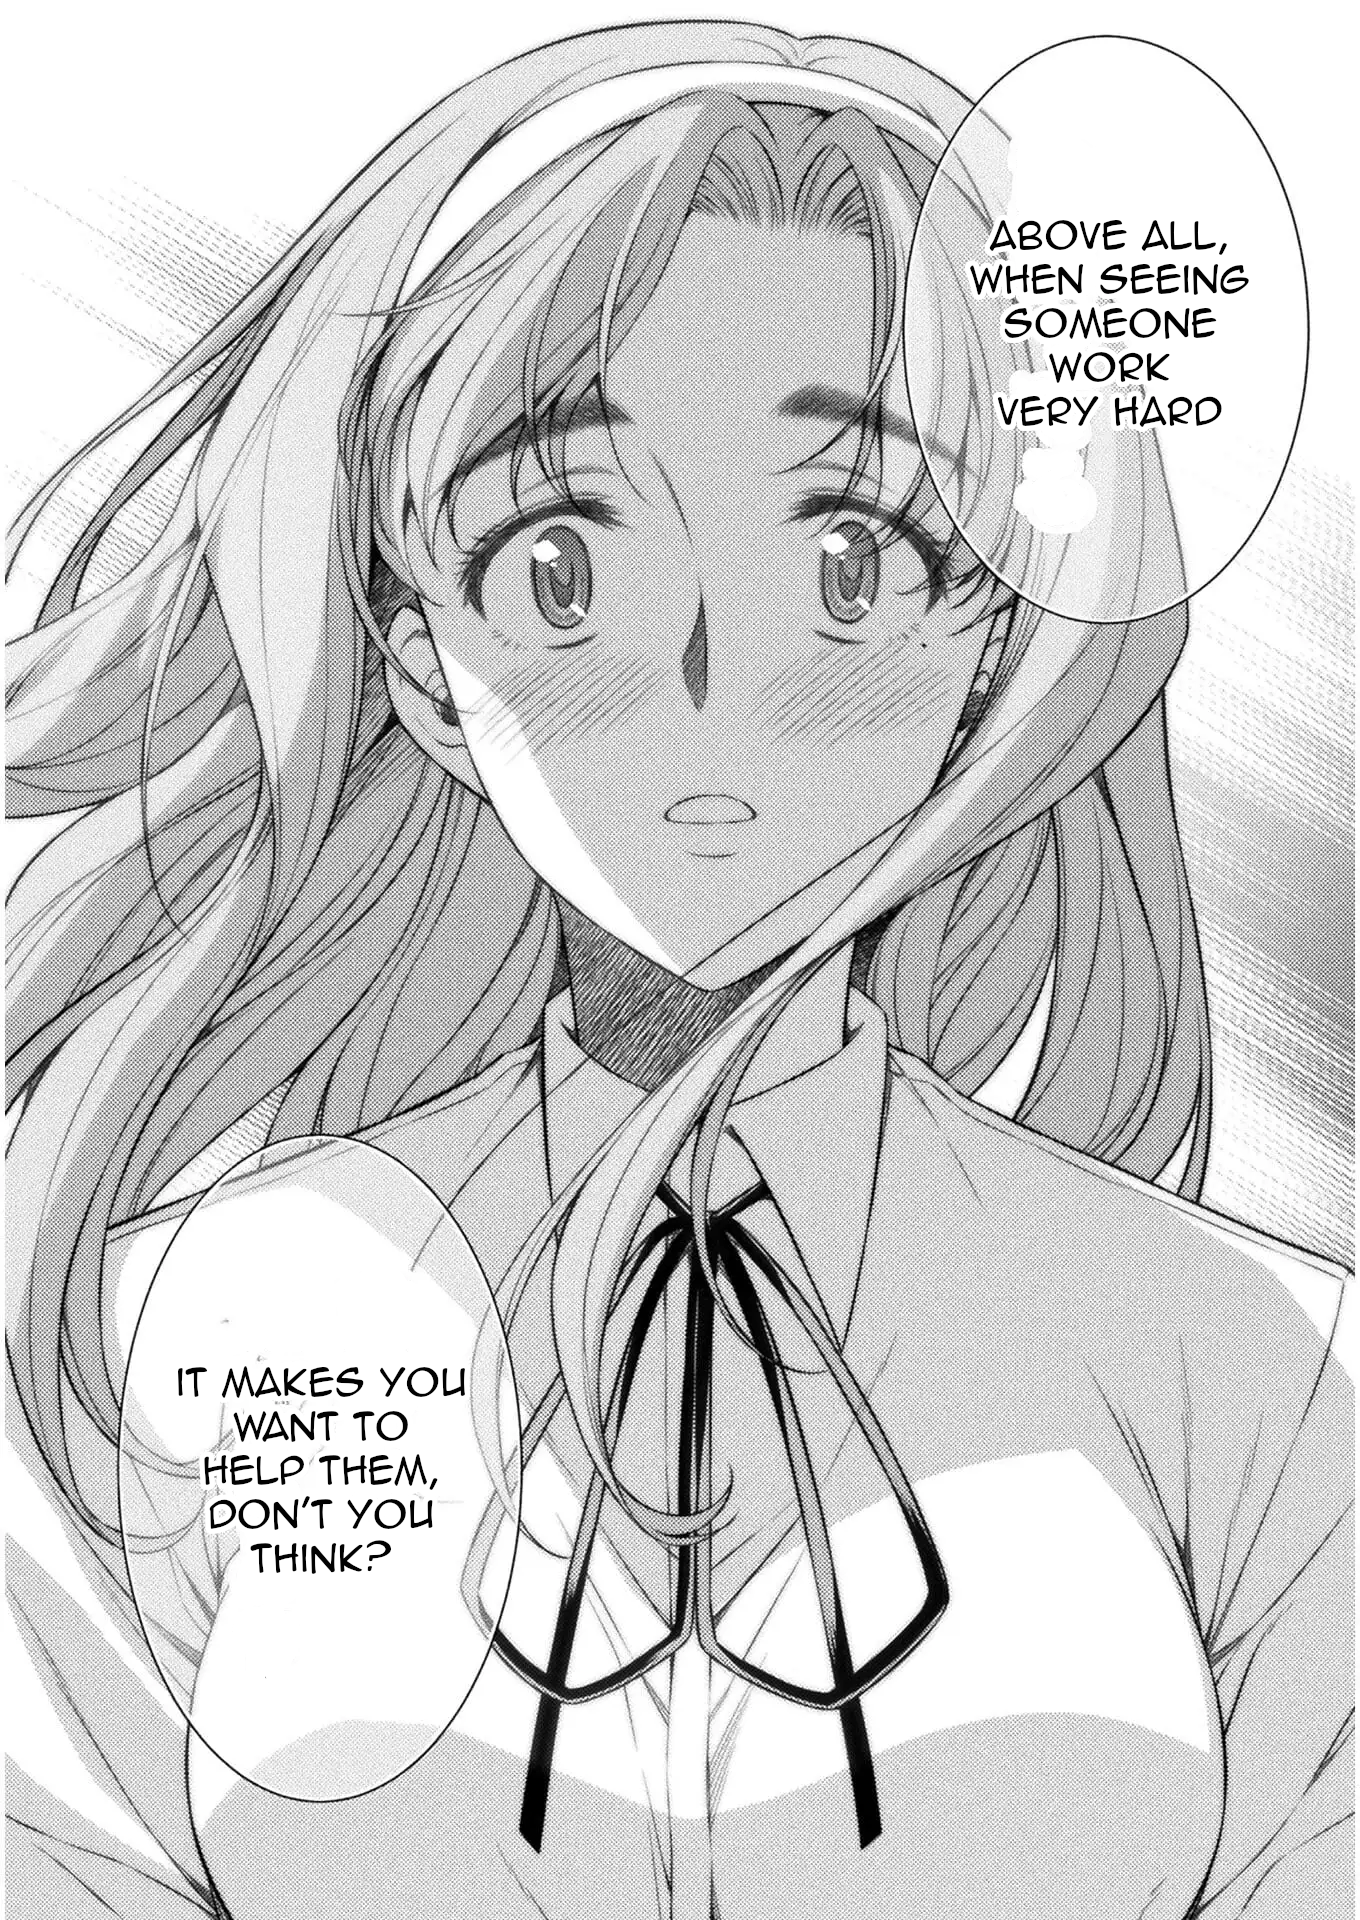 ABOVE ALL,
WHEN SEEING
SOMEONE
WORK
VERY HARD
IT MAKES YOU
WANT TO
HELP THEM,
DON'T YOU
THINK?